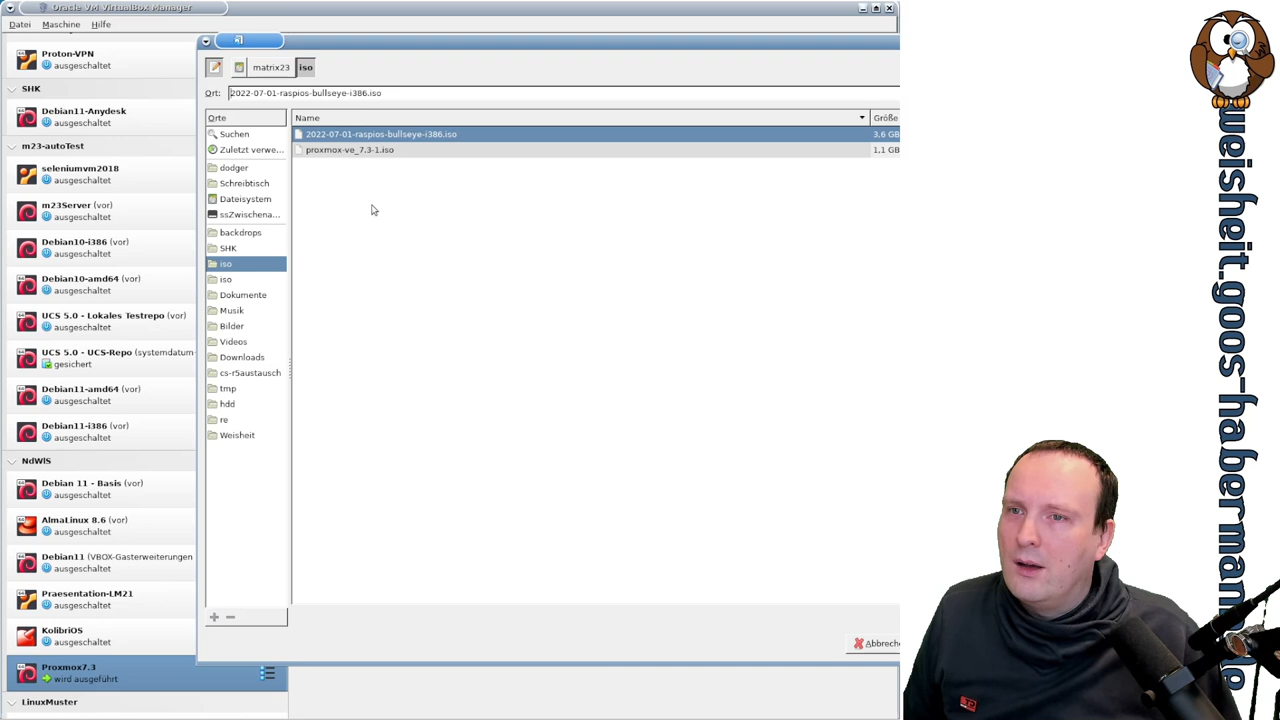 Oracle VM VirtualBox Manager
Datei Maschine Hilfe
Proton-VPN
ausgeschaltet
SHK
Debian11-Anydesk
ausgeschaltet
m23-autoTest
seleniumvm2018
ausgeschaltet
m23Server (vor)
ausgeschaltet
Debian10-i386 (vor)
ausgeschaltet
Debian10-amd64 (vor)
ausgeschaltet
UCS 5.0 - Lokales Testrepo (vor)
ausgeschaltet
UCS 5.0 - UCS-Repo (systemdatum-
gesichert
Debian11-amd64 (vor)
ausgeschaltet
Debian11-i386 (vor)
ausgeschaltet
NdWIS
Debian 11 - Basis (vor)
ausgeschaltet
AlmaLinux 8.6 (vor)
ausgeschaltet
Debian11 (VBOX-Gasterweiterungen
ausgeschaltet
Praesentation-LM21
ausgeschaltet
KolibriOS
ausgeschaltet
Proxmox7.3
wird ausgeführt
LinuxMuster
matrix23 iso
Ort: 2022-07-01-raspios-bullseye-i386.iso
Orte
Suchen
Zuletzt verwe...
dodger
Schreibtisch
Dateisystem
ssZwischena...
backdrops
SHK
iso
iso
Dokumente
Musik
Bilder
Videos
Downloads
cs-r5austausch
tmp
hdd
re
Weisheit
Name Größe
2022-07-01-raspios-bullseye-i386.iso 3,6 GB
proxmox-ve_7.3-1.iso 1,1 GB
Abbreche
weisheit.goos-habermann.de